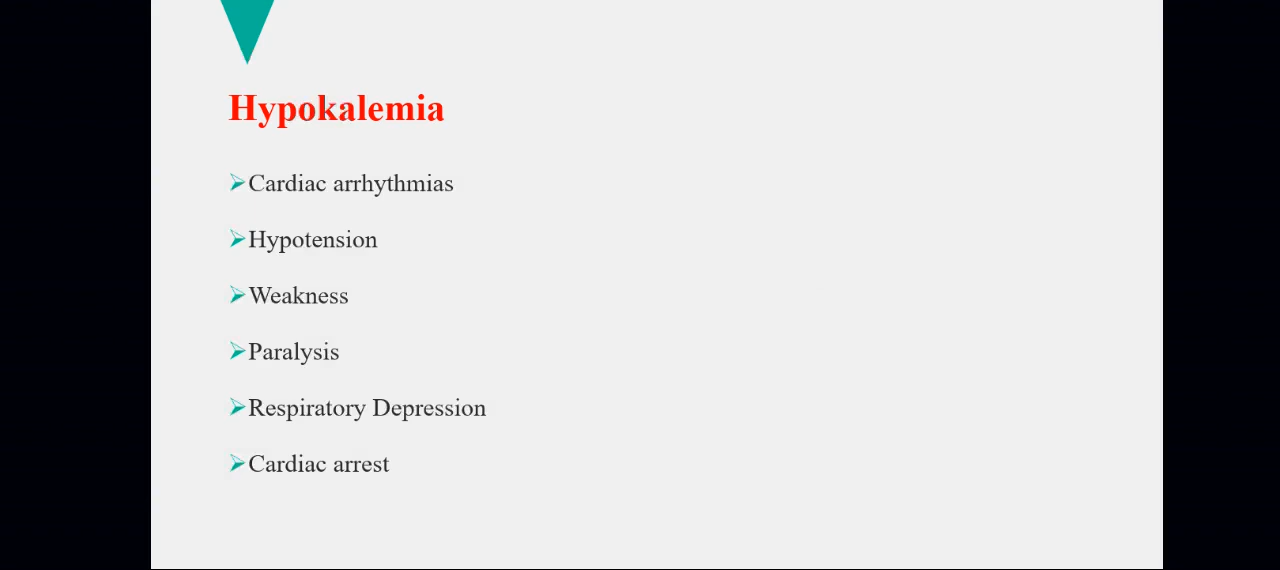 Hypokalemia
➢Cardiac arrhythmias
➢Hypotension
➢Weakness
➢Paralysis
➢Respiratory Depression
➢Cardiac arrest